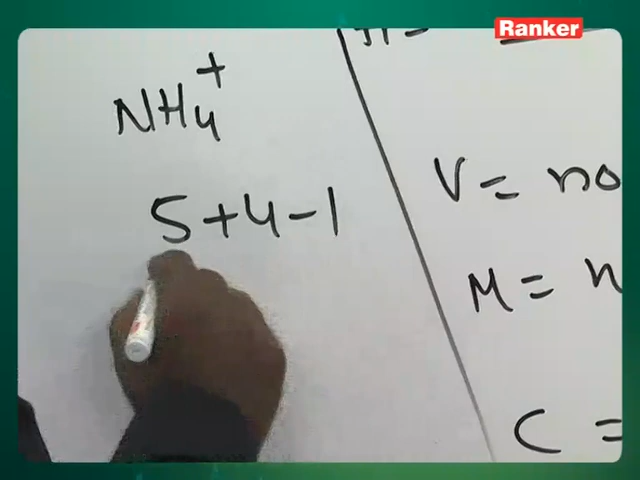 Ranker
NH4+
5+4-1
V = no
M = n
C =